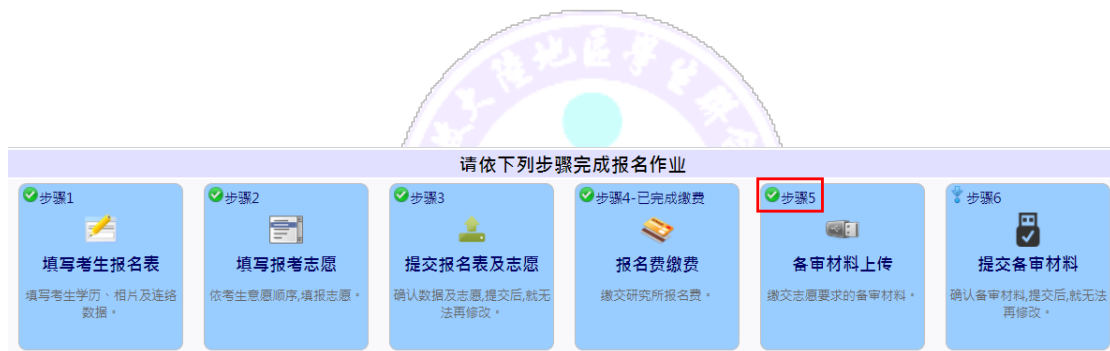 大陸地區學生研
请依下列步骤完成报名作业
步骤1
填写考生报名表
填写考生学历、相片及连络
数据。
步骤2
填写报考志愿
依考生意愿顺序,填报志愿。
步骤3
提交报名表及志愿
确认数据及志愿,提交后,就无
法再修改。
步骤4-已完成缴费
报名费缴费
缴交研究所报名费。
步骤5
备审材料上传
缴交志愿要求的备审材料。
步骤6
提交备审材料
确认备审材料,提交后,就无法
再修改。